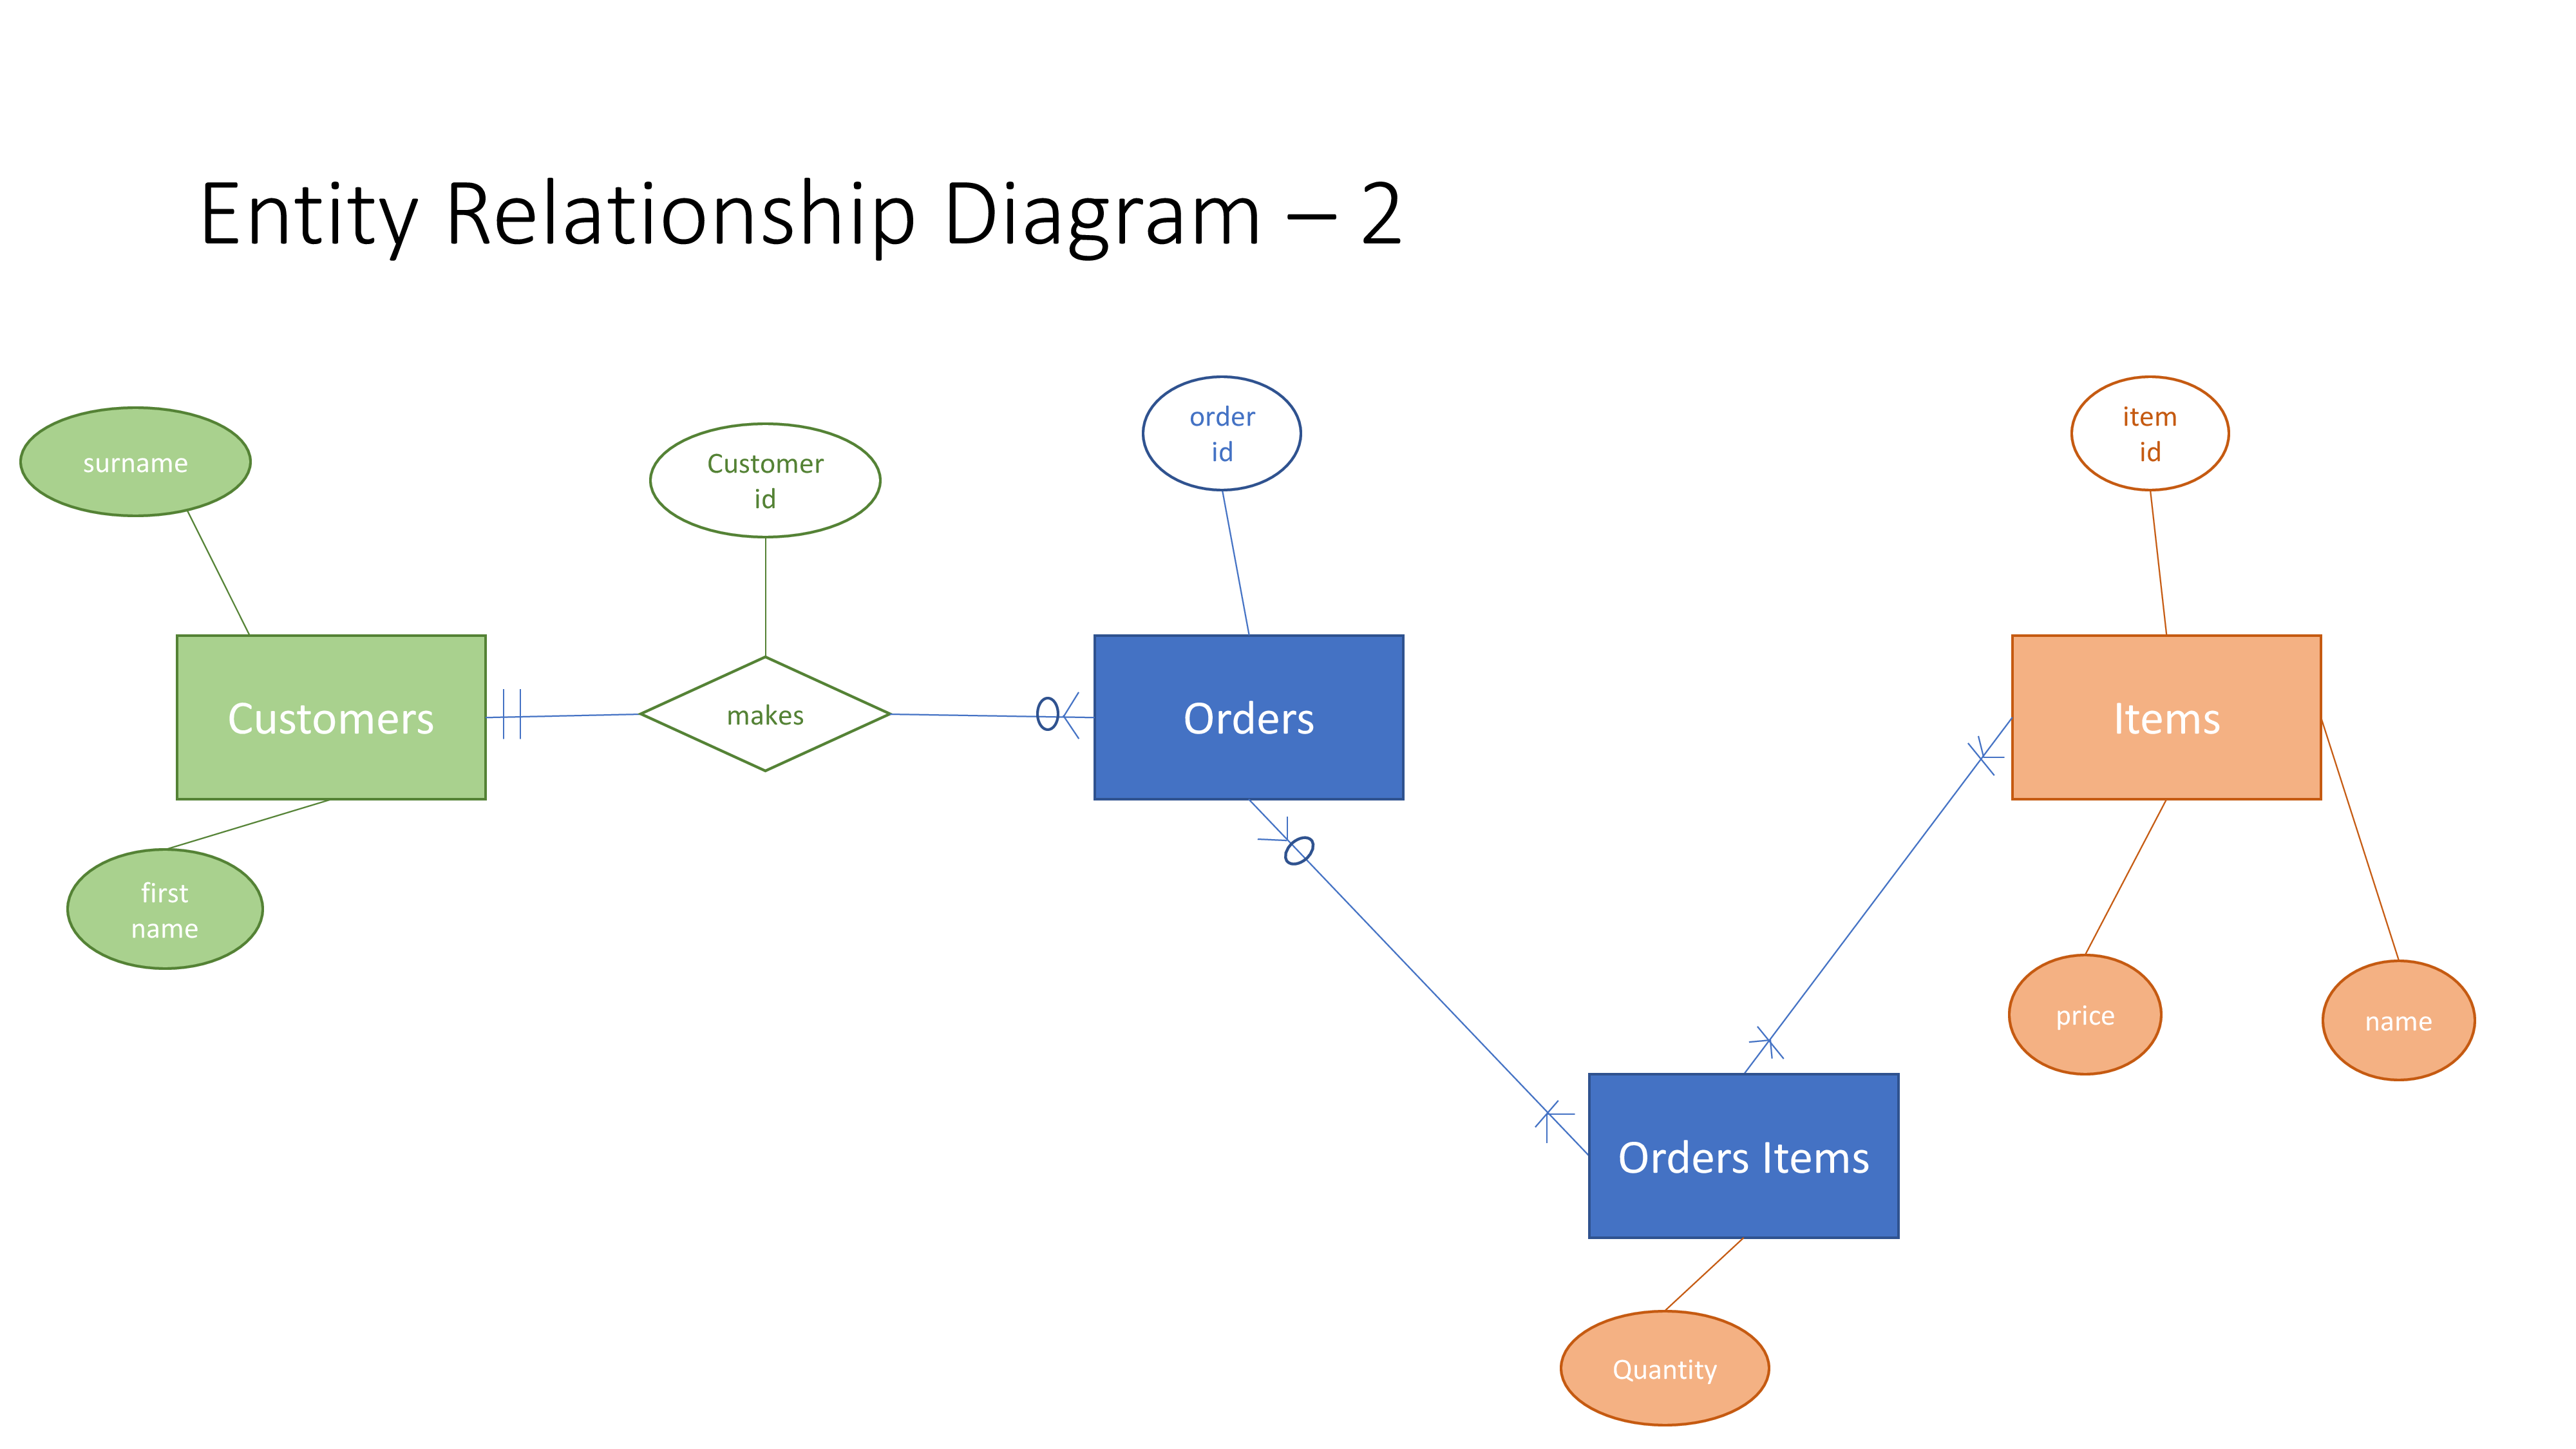 Entity Relationship Diagram – 2
surname
Customer
id
order
id
item
id
Customers
makes
Orders
Items
first
name
price
name
Orders Items
Quantity